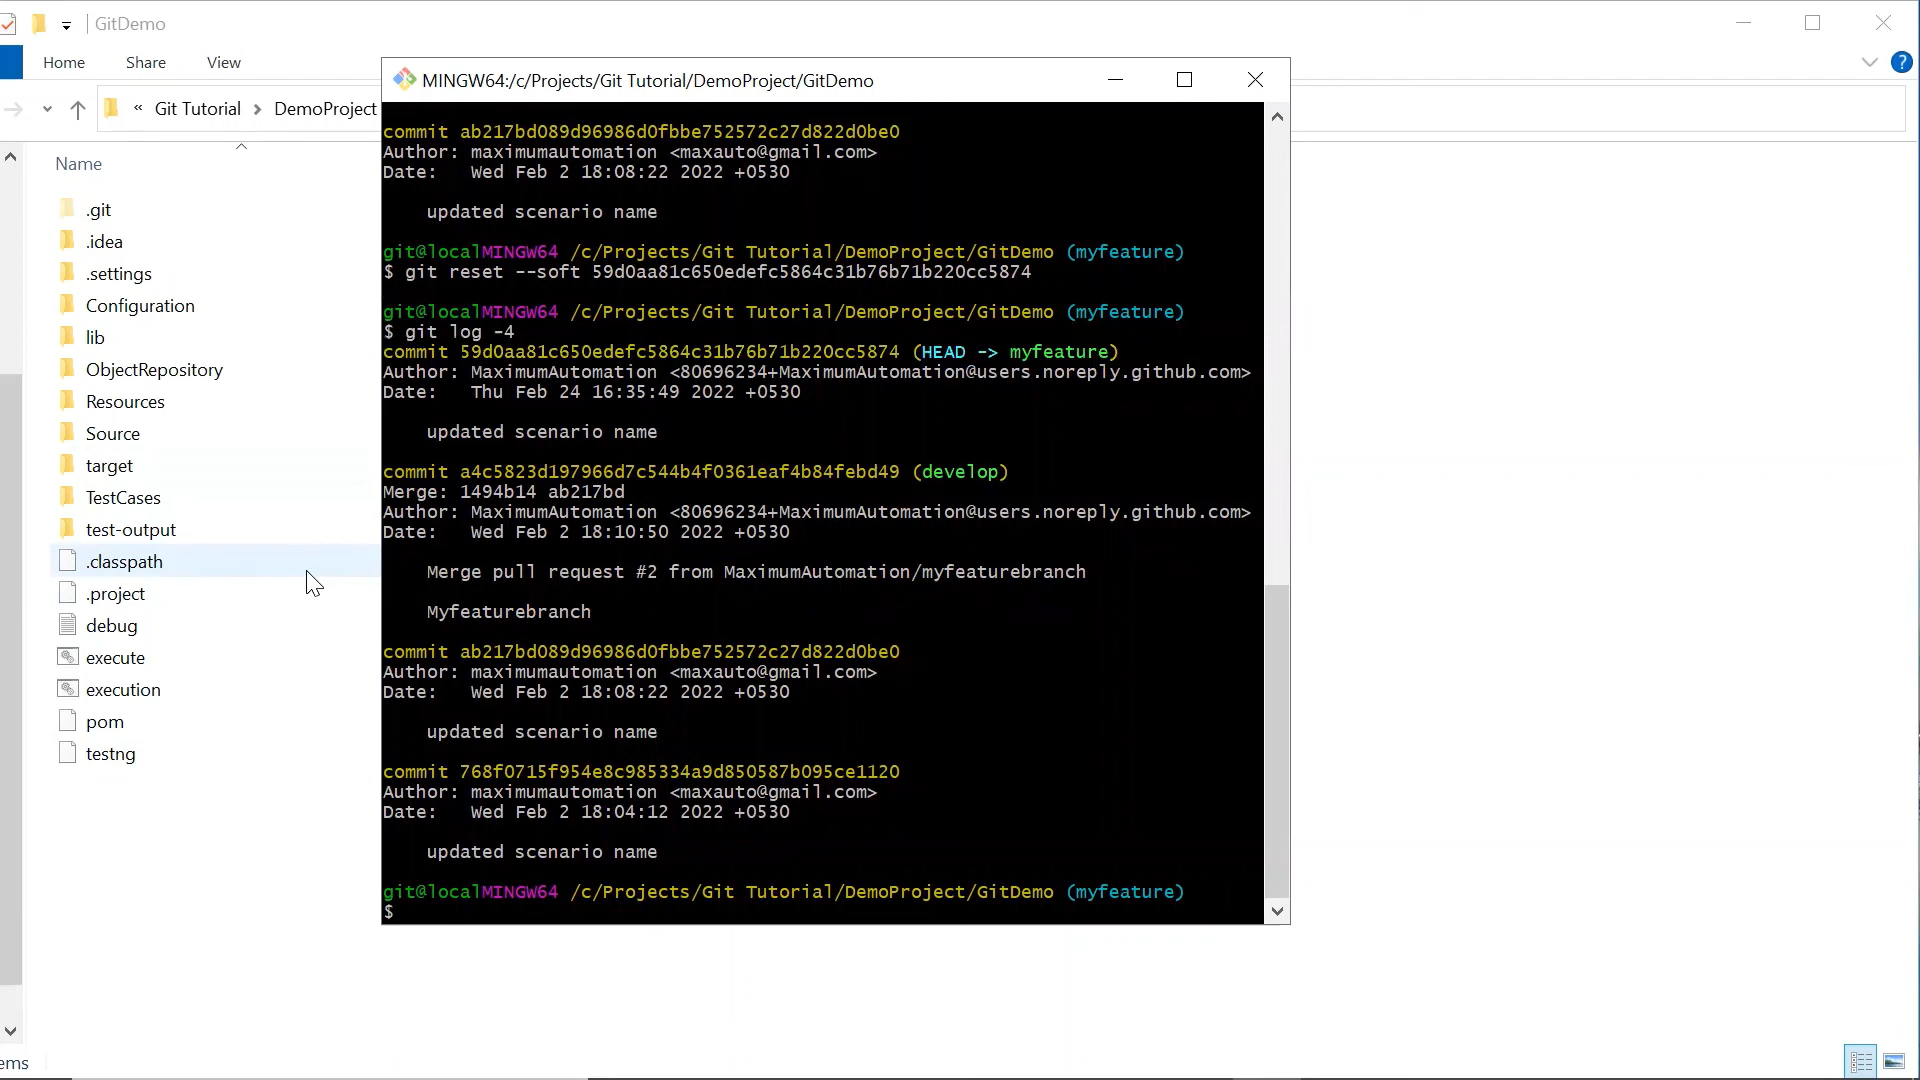 GitDemo
Home Share View
« Git Tutorial > DemoProject
Name
.git
.idea
.settings
Configuration
lib
ObjectRepository
Resources
Source
target
TestCases
test-output
.classpath
.project
debug
execute
execution
pom
testng
ems
MINGW64:/c/Projects/Git Tutorial/DemoProject/GitDemo
commit ab217bd089d96986d0fbbe752572c27d822d0be0
Author: maximumautomation <maxauto@gmail.com>
Date:   Wed Feb 2 18:08:22 2022 +0530
updated scenario name
git@localMINGW64 /c/Projects/Git Tutorial/DemoProject/GitDemo (myfeature)
$ git reset --soft 59d0aa81c650edefc5864c31b76b71b220cc5874
git@localMINGW64 /c/Projects/Git Tutorial/DemoProject/GitDemo (myfeature)
$ git log -4
commit 59d0aa81c650edefc5864c31b76b71b220cc5874 (HEAD -> myfeature)
Author: MaximumAutomation <80696234+MaximumAutomation@users.noreply.github.com>
Date:   Thu Feb 24 16:35:49 2022 +0530
updated scenario name
commit a4c5823d197966d7c544b4f0361eaf4b84febd49 (develop)
Merge: 1494b14 ab217bd
Author: MaximumAutomation <80696234+MaximumAutomation@users.noreply.github.com>
Date:   Wed Feb 2 18:10:50 2022 +0530
Merge pull request #2 from MaximumAutomation/myfeaturebranch
Myfeaturebranch
commit ab217bd089d96986d0fbbe752572c27d822d0be0
Author: maximumautomation <maxauto@gmail.com>
Date:   Wed Feb 2 18:08:22 2022 +0530
updated scenario name
commit 768f0715f954e8c985334a9d850587b095ce1120
Author: maximumautomation <maxauto@gmail.com>
Date:   Wed Feb 2 18:04:12 2022 +0530
updated scenario name
git@localMINGW64 /c/Projects/Git Tutorial/DemoProject/GitDemo (myfeature)
$